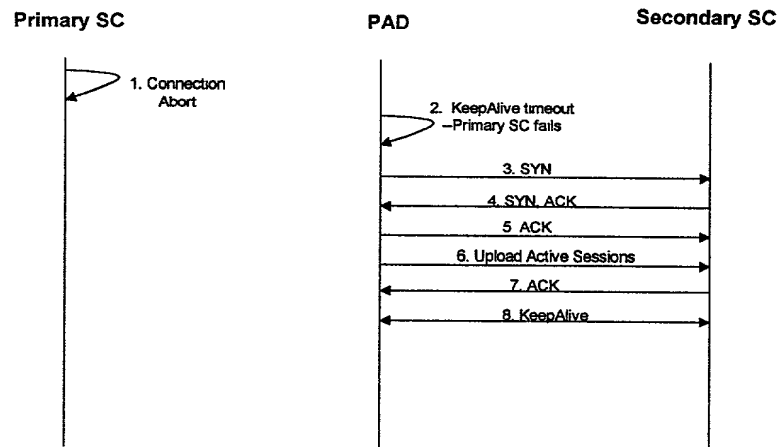 Primary SC
PAD
Secondary SC
1. Connection
Abort
2. KeepAlive timeout
–Primary SC fails
3. SYN
4. SYN, ACK
5 ACK
6. Upload Active Sessions
7. ACK
8. KeepAlive